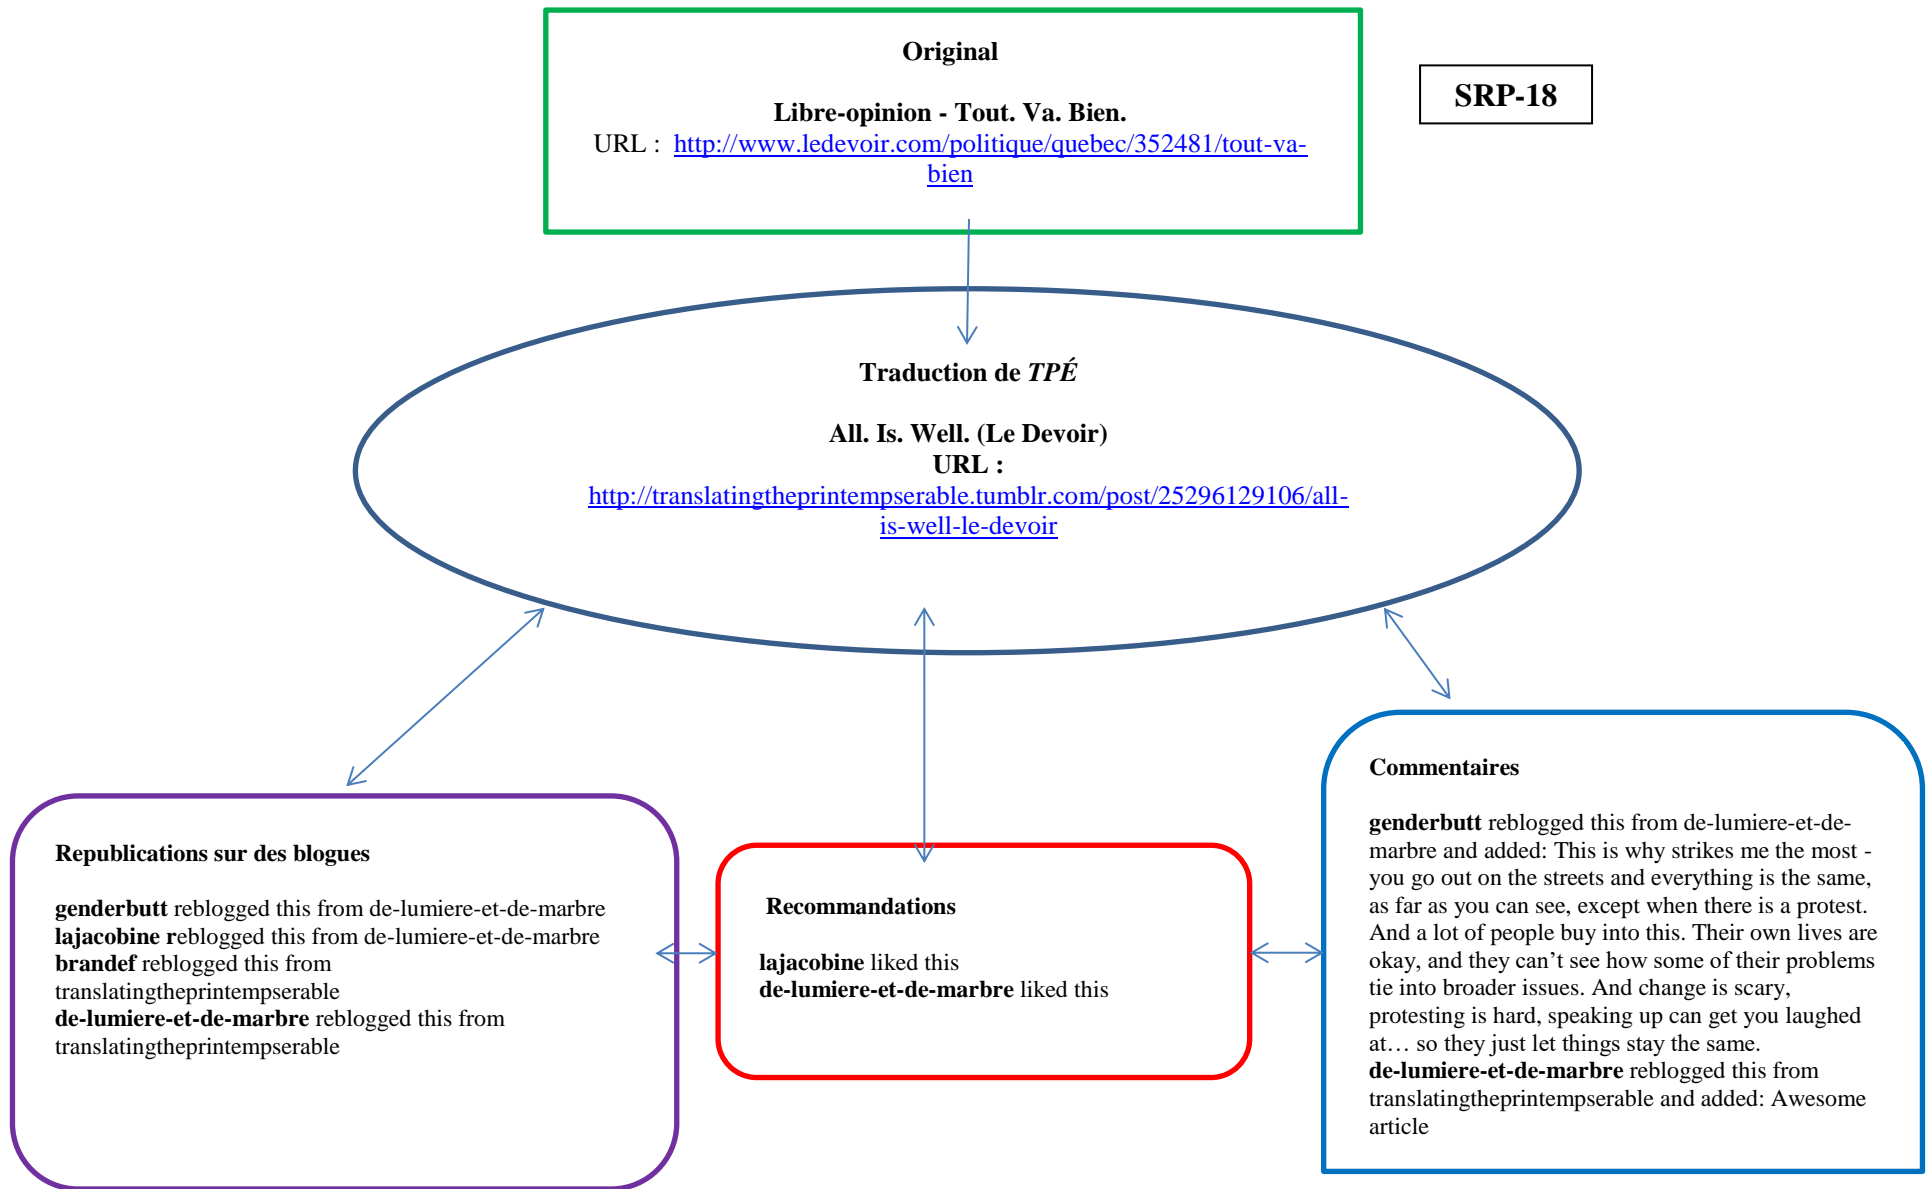 Original
Libre-opinion - Tout. Va. Bien.
URL :  http://www.ledevoir.com/politique/quebec/352481/tout-va-
bien
SRP-18
Traduction de TPÉ
All. Is. Well. (Le Devoir)
URL :
http://translatingtheprintempserable.tumblr.com/post/25296129106/all-
is-well-le-devoir
Republications sur des blogues
genderbutt reblogged this from de-lumiere-et-de-marbre
lajacobine reblogged this from de-lumiere-et-de-marbre
brandef reblogged this from
translatingtheprintempserable
de-lumiere-et-de-marbre reblogged this from
translatingtheprintempserable
Recommandations
lajacobine liked this
de-lumiere-et-de-marbre liked this
Commentaires
genderbutt reblogged this from de-lumiere-et-de-
marbre and added: This is why strikes me the most -
you go out on the streets and everything is the same,
as far as you can see, except when there is a protest.
And a lot of people buy into this. Their own lives are
okay, and they can’t see how some of their problems
tie into broader issues. And change is scary,
protesting is hard, speaking up can get you laughed
at… so they just let things stay the same.
de-lumiere-et-de-marbre reblogged this from
translatingtheprintempserable and added: Awesome
article